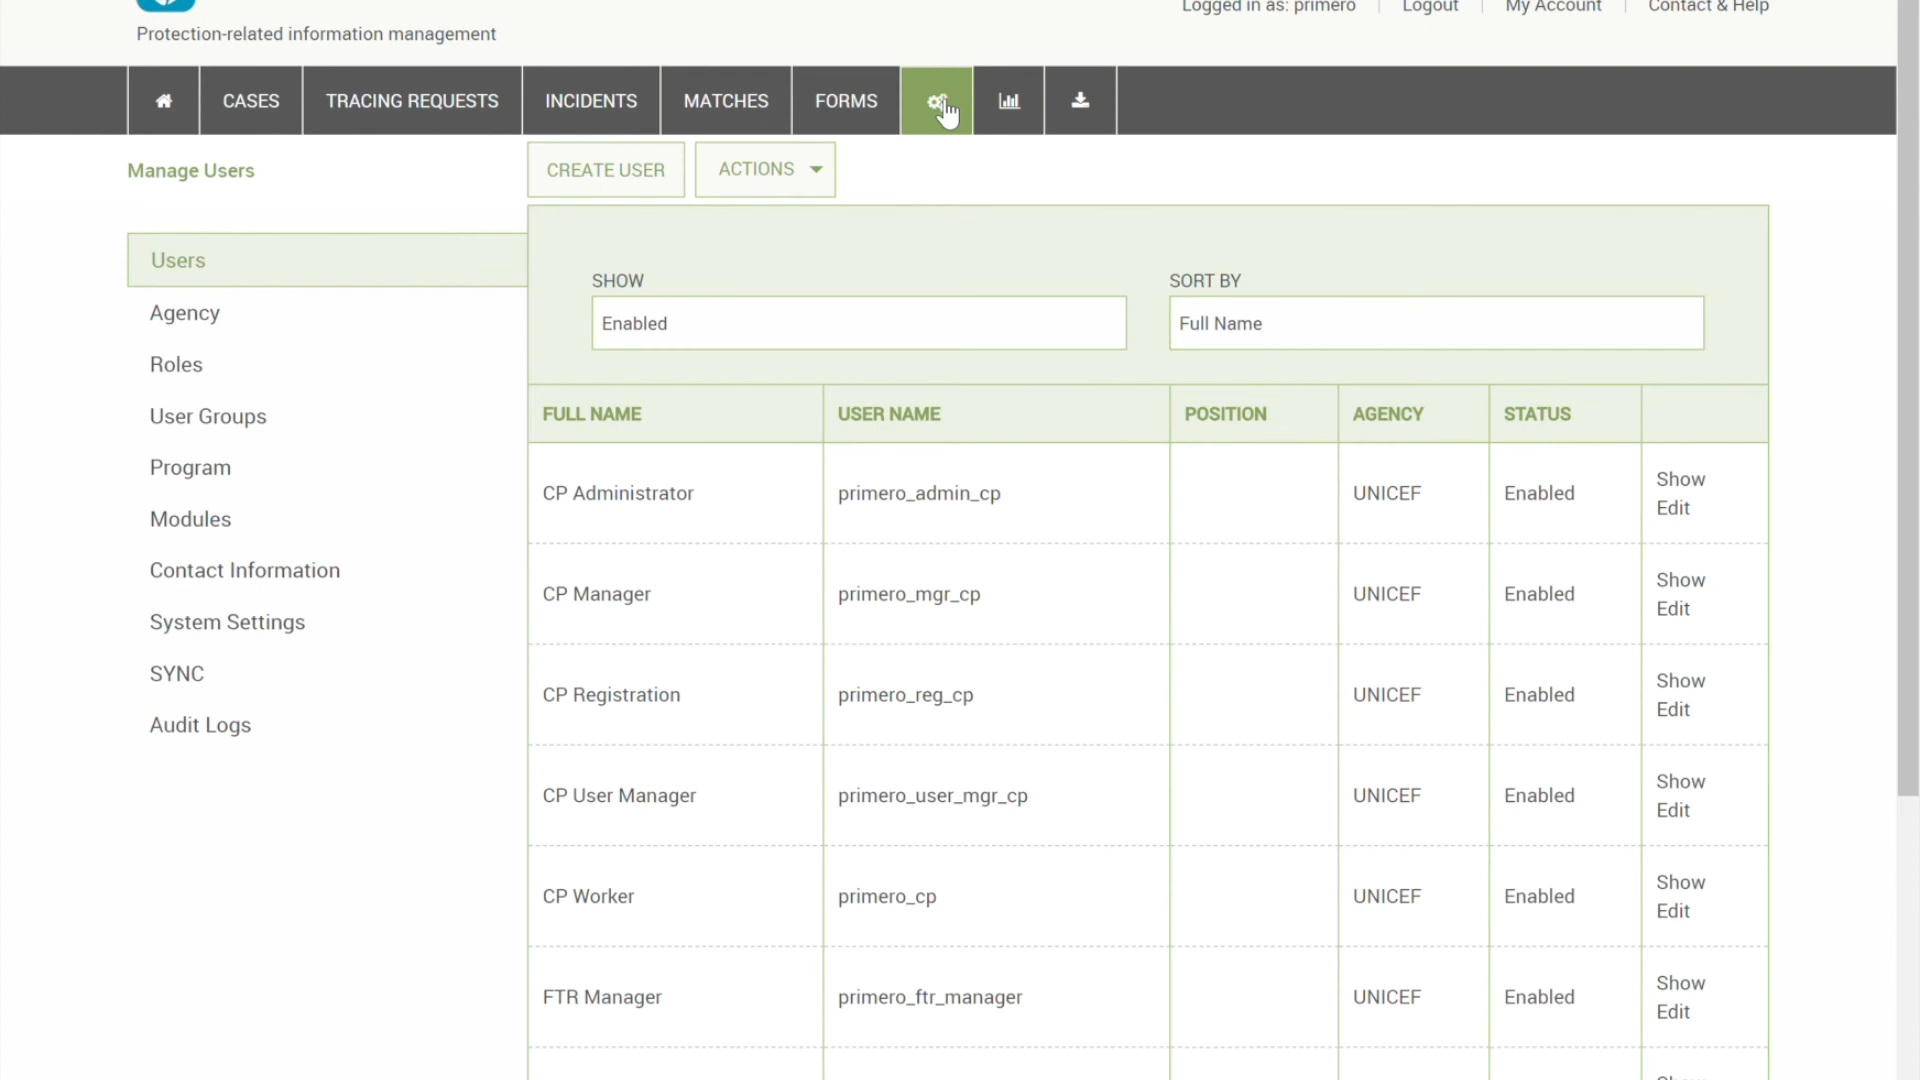 Logged in as: primero
Logout
My Account
Contact & Help
Protection-related information management
CASES
TRACING REQUESTS
INCIDENTS
MATCHES
FORMS
Manage Users
CREATE USER
ACTIONS
Users
Agency
Roles
User Groups
Program
Modules
Contact Information
System Settings
SYNC
Audit Logs
SHOW
SORT BY
Enabled
Full Name
FULL NAME USER NAME POSITION AGENCY STATUS
CP Administrator primero_admin_cp UNICEF Enabled Show
Edit
CP Manager primero_mgr_cp UNICEF Enabled Show
Edit
CP Registration primero_reg_cp UNICEF Enabled Show
Edit
CP User Manager primero_user_mgr_cp UNICEF Enabled Show
Edit
CP Worker primero_cp UNICEF Enabled Show
Edit
FTR Manager primero_ftr_manager UNICEF Enabled Show
Edit